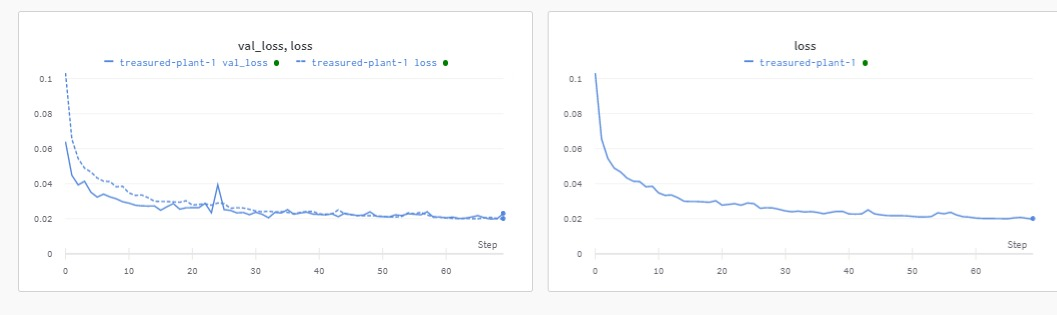 val_loss, loss
treasured-plant-1 val_loss treasured-plant-1 loss
0.1
0.08
0.06
0.04
0.02
0
Step
0 10 20 30 40 50 60
loss
treasured-plant-1
0.1
0.08
0.06
0.04
0.02
0
Step
0 10 20 30 40 50 60